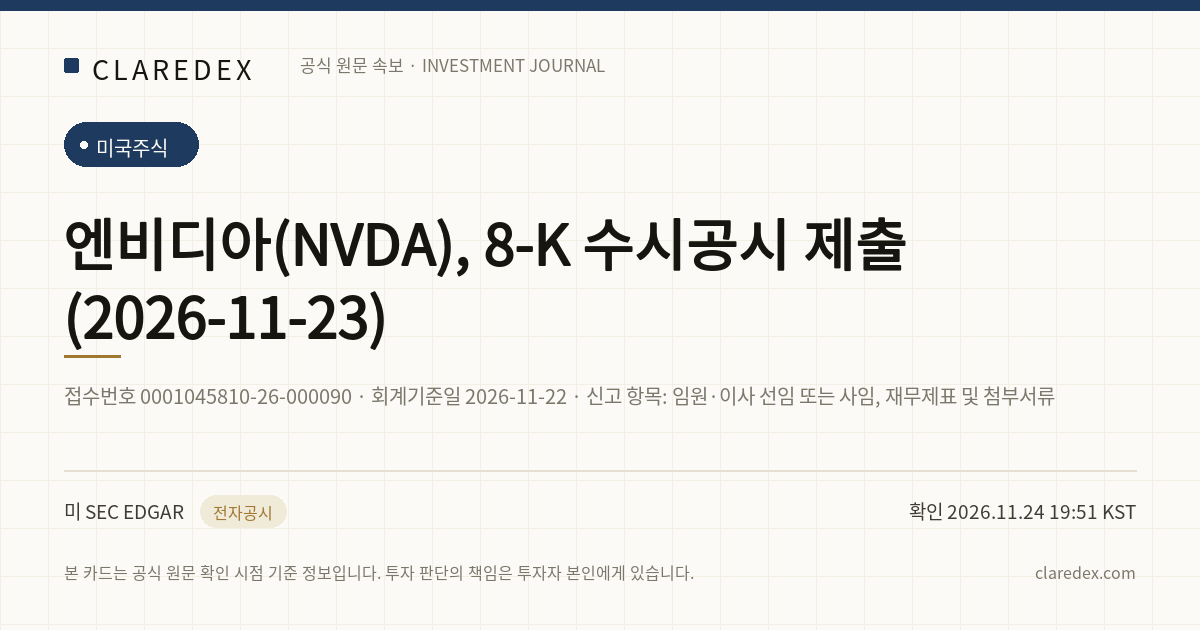 CLAREDEX
공식 원문 속보 · INVESTMENT JOURNAL
미국주식
엔비디아(NVDA), 8-K 수시공시 제출
(2026-11-23)
접수번호 0001045810-26-000090 · 회계기준일 2026-11-22 · 신고 항목: 임원·이사 선임 또는 사임, 재무제표 및 첨부서류
미 SEC EDGAR 전자공시
확인 2026.11.24 19:51 KST
본 카드는 공식 원문 확인 시점 기준 정보입니다. 투자 판단의 책임은 투자자 본인에게 있습니다.
claredex.com